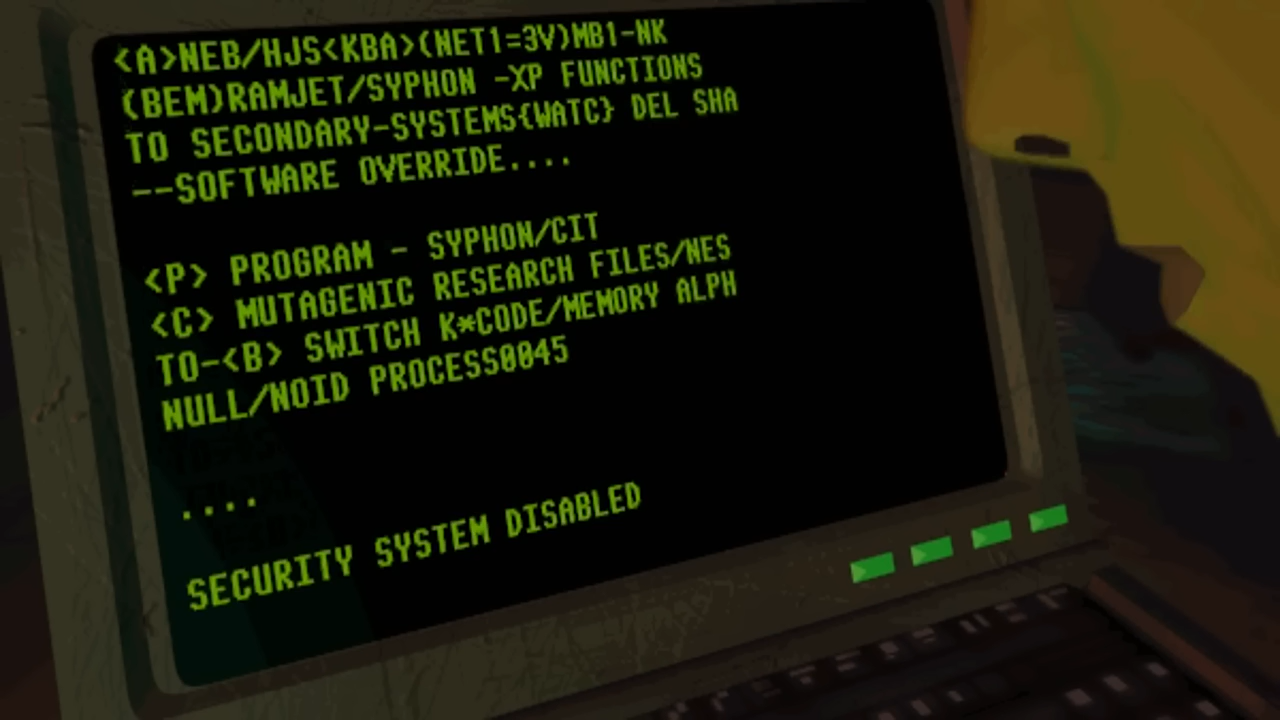 <A>NEB/HJS<KBA>(NET1=3V)MB1-NK
(BEM)RAMJET/SYPHON -XP FUNCTIONS
TO SECONDARY-SYSTEMS{WATC} DEL SHA
--SOFTWARE OVERRIDE....
<P> PROGRAM - SYPHON/CIT
<C> MUTAGENIC RESEARCH FILES/NES
TO-<B> SWITCH K*CODE/MEMORY ALPH
NULL/NOID PROCESS0045
....
SECURITY SYSTEM DISABLED